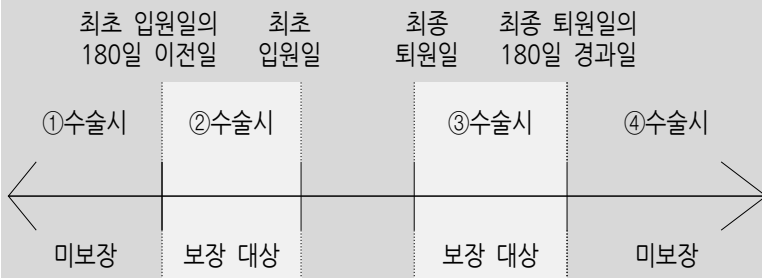 최초 입원일의 최초 최종 최종 퇴원일의
180일 이전일 입원일 퇴원일 180일 경과일
①수술시 ②수술시 ③수술시 ④수술시
미보장 보장 대상 보장 대상 미보장